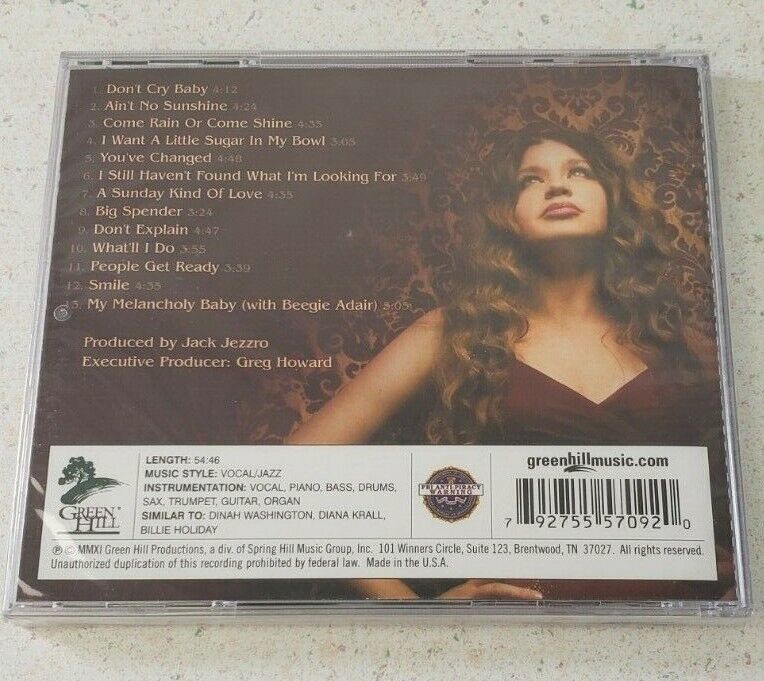 1. Don't Cry Baby 4:12
2. Ain't No Sunshine 4:24
3. Come Rain Or Come Shine 4:35
4. I Want A Little Sugar In My Bowl 3:05
5. You've Changed 4:48
6. I Still Haven't Found What I'm Looking For 3:49
7. A Sunday Kind Of Love 4:35
8. Big Spender 3:24
9. Don't Explain 4:47
10. What'll I Do 3:55
11. People Get Ready 3:39
12. Smile 4:35
13. My Melancholy Baby (with Beegie Adair) 5:05
Produced by Jack Jezzro
Executive Producer: Greg Howard
GREEN®
HILL
LENGTH: 54:46
MUSIC STYLE: VOCAL/JAZZ
INSTRUMENTATION: VOCAL, PIANO, BASS, DRUMS,
SAX, TRUMPET, GUITAR, ORGAN
SIMILAR TO: DINAH WASHINGTON, DIANA KRALL,
BILLIE HOLIDAY
FBI ANTI-PIRACY
WARNING
greenhillmusic.com
7 92755 57092 0
℗ © MMXI Green Hill Productions, a div. of Spring Hill Music Group, Inc. 101 Winners Circle, Suite 123, Brentwood, TN 37027. All rights reserved.
Unauthorized duplication of this recording prohibited by federal law. Made in the U.S.A.